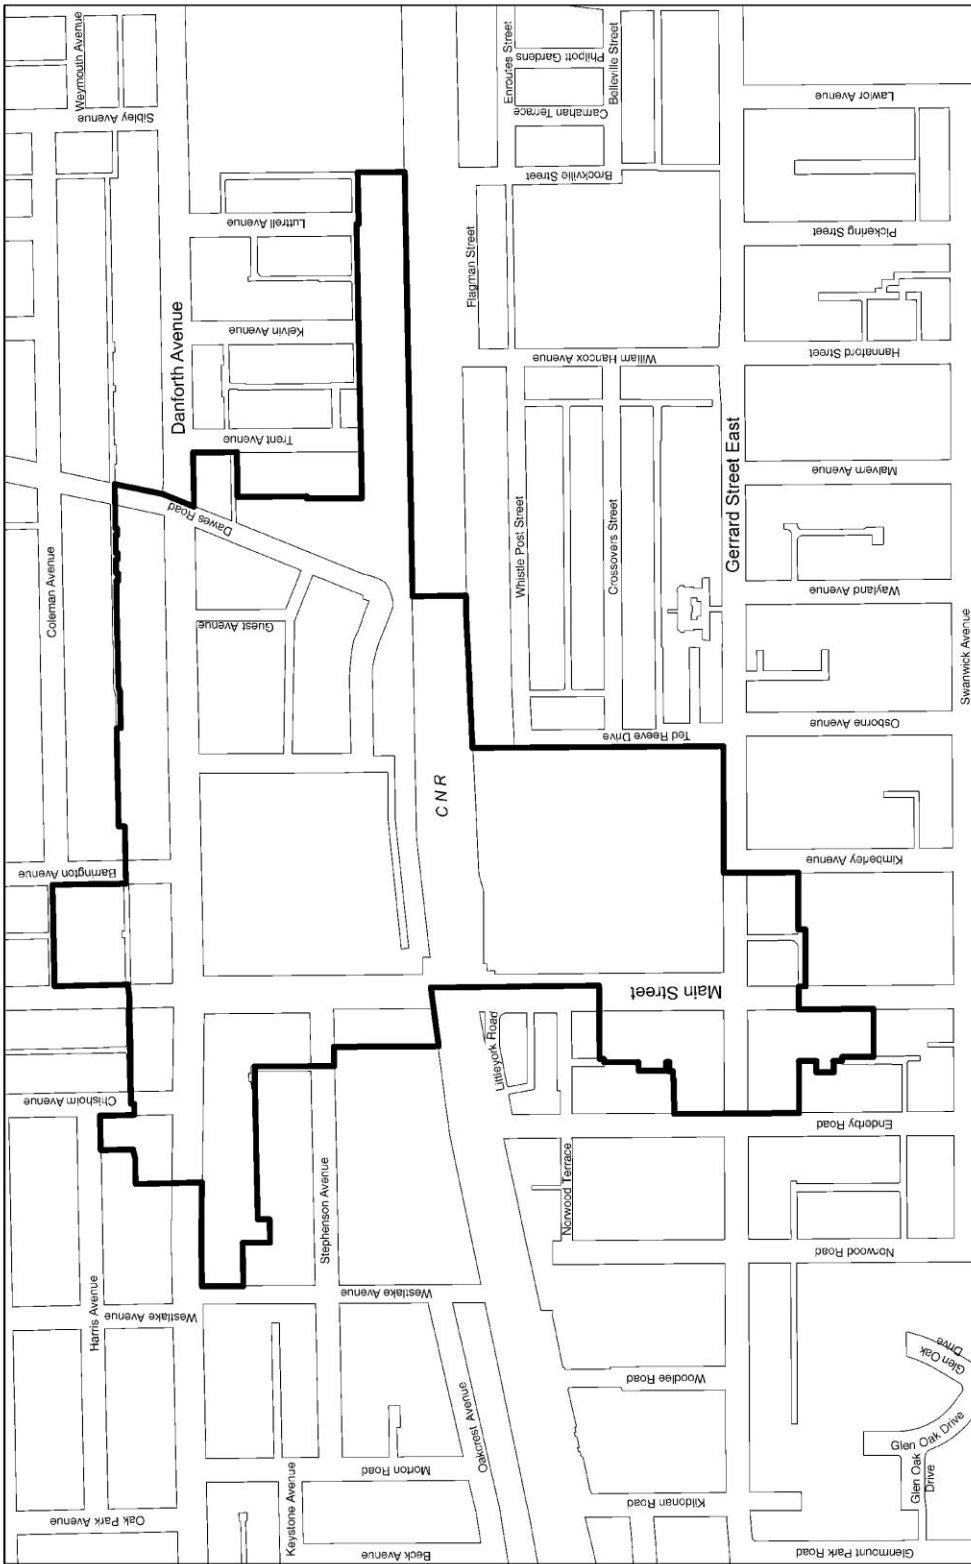 Weymouth Avenue
Sibley Avenue
Enroutes Street
Philpott Gardens
Belleville Street
Camahan Terrace
Lawlor Avenue
Brockville Street
Luttrell Avenue
Pickering Street
Flagman Street
Danforth Avenue
Kelvin Avenue
William Hancox Avenue
Hannaford Street
Trent Avenue
Gerrard Street East
Malvern Avenue
Dawes Road
Coleman Avenue
Whistle Post Street
Crossovers Street
Wayland Avenue
Guest Avenue
Swanwick Avenue
Osborne Avenue
Ted Reeve Drive
CNR
Barrington Avenue
Kimberley Avenue
Main Street
Littleyork Road
Chisholm Avenue
Enderby Road
Stephenson Avenue
Norwood Terrace
Norwood Road
Westlake Avenue
Westlake Avenue
Harris Avenue
Glen Oak
Drive
Woodlee Road
Oakcrest Avenue
Glen Oak Drive
Morton Road
Glen Oak
Drive
Kildonan Road
Oak Park Avenue
Keystone Avenue
Beck Avenue
Glenmount Park Road